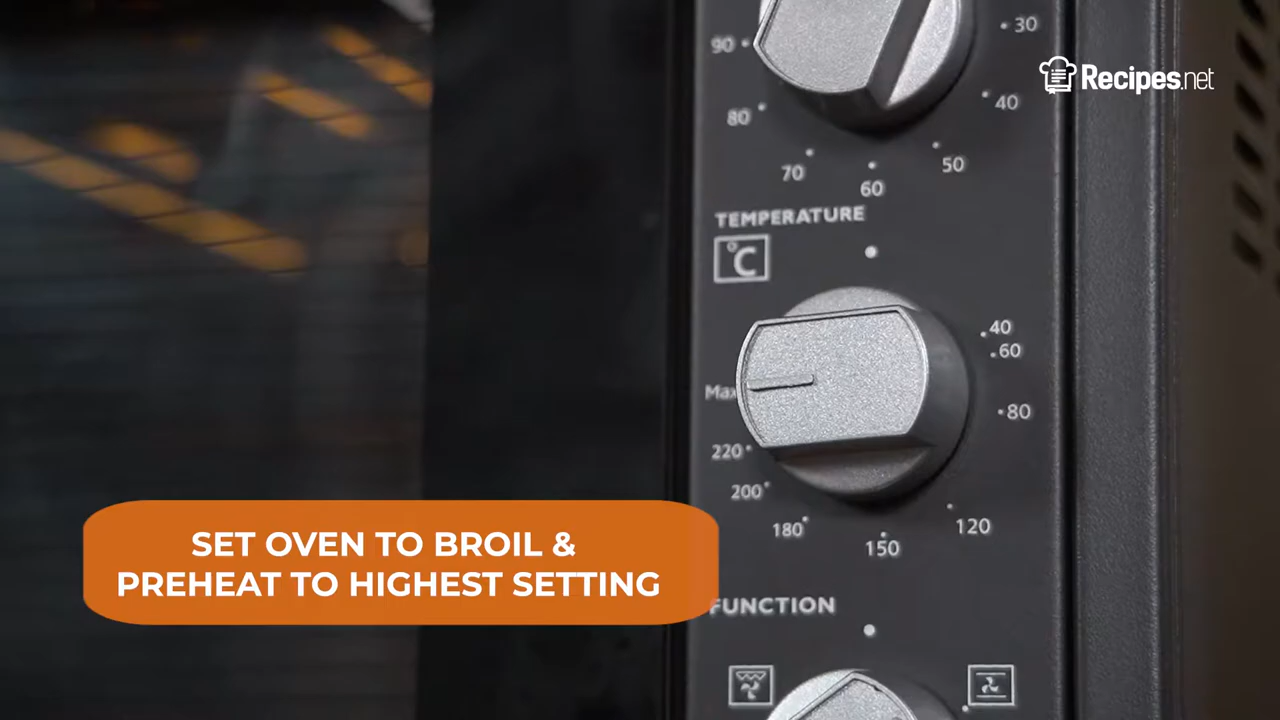 30
90
Recipes.net
40
80
50
70
60
TEMPERATURE
°C
40
60
Max
80
220
200
120
180
150
SET OVEN TO BROIL &
PREHEAT TO HIGHEST SETTING
FUNCTION